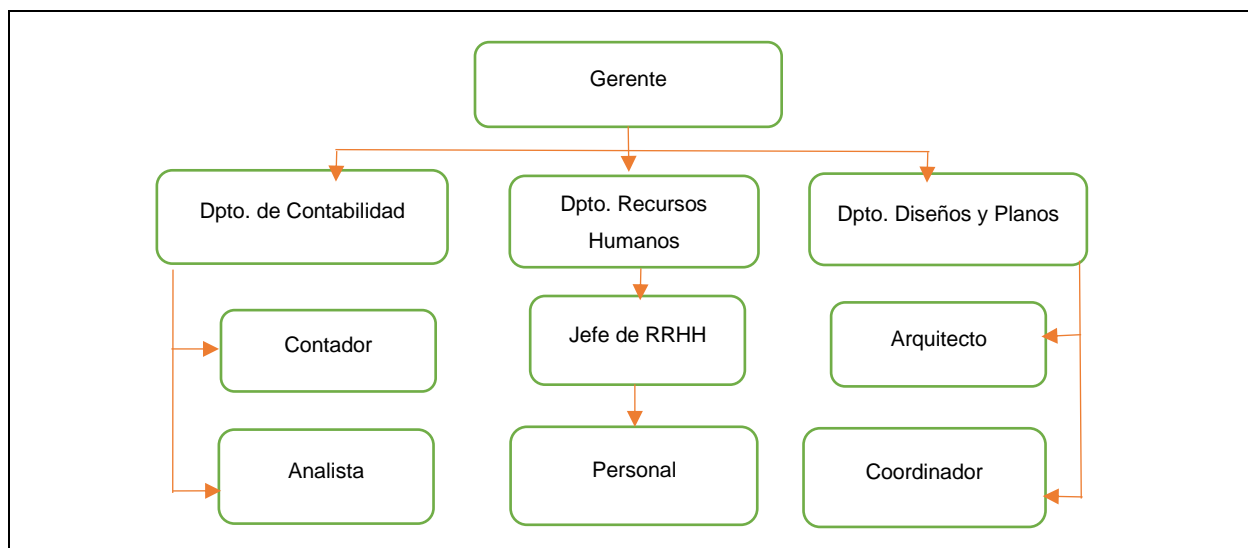 Gerente
Dpto. de Contabilidad
Dpto. Recursos
Humanos
Dpto. Diseños y Planos
Contador
Jefe de RRHH
Arquitecto
Analista
Personal
Coordinador